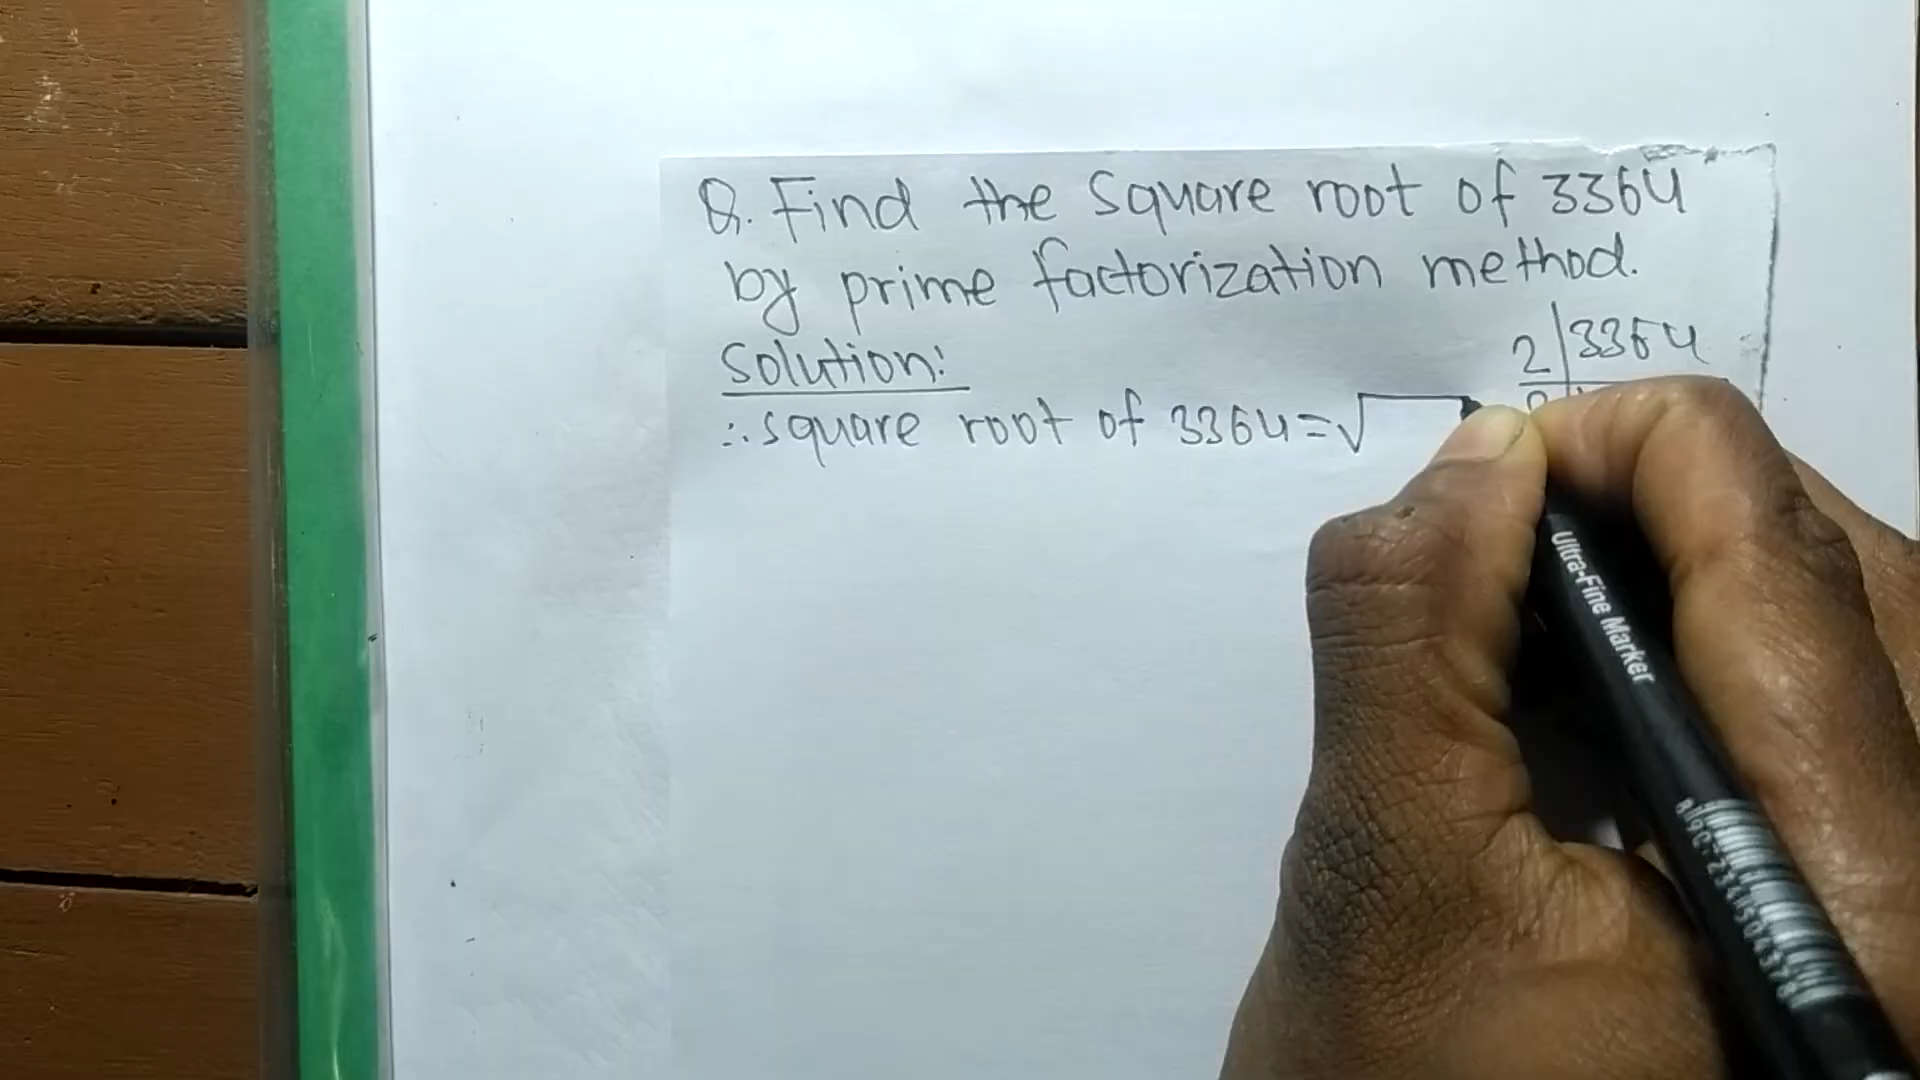 Q. Find the square root of 3364
by prime factorization method.
Solution:
2 3364
∴ square root of 3364 = √
Ultra-Fine Marker